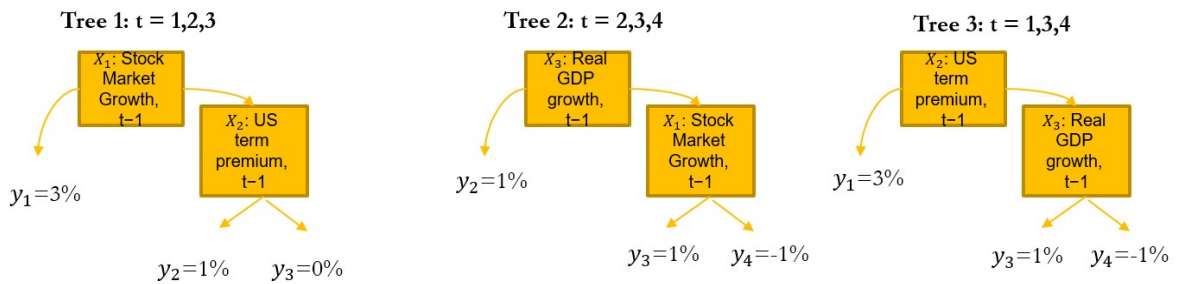 Tree 1: t = 1,2,3
X₁: Stock
Market
Growth,
t−1
X₂: US
term
premium,
t−1
y₁=3%
y₂=1%
y₃=0%
Tree 2: t = 2,3,4
X₃: Real
GDP
growth,
t−1
X₁: Stock
Market
Growth,
t−1
y₂=1%
y₃=1%
y₄=-1%
Tree 3: t = 1,3,4
X₂: US
term
premium,
t−1
X₃: Real
GDP
growth,
t−1
y₁=3%
y₃=1%
y₄=-1%